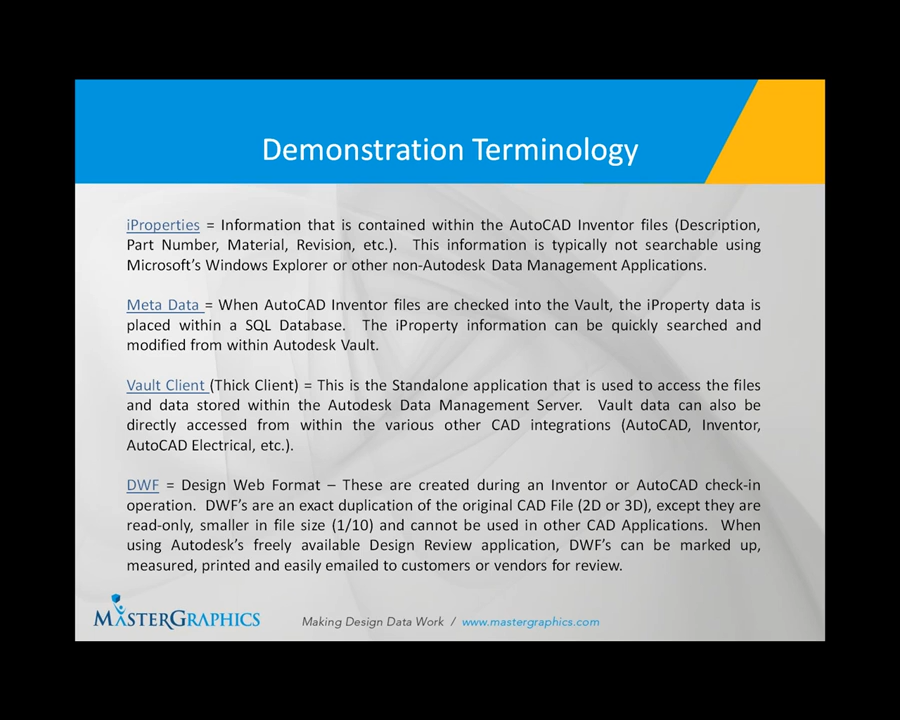 Demonstration Terminology
iProperties = Information that is contained within the AutoCAD Inventor files (Description,
Part Number, Material, Revision, etc.). This information is typically not searchable using
Microsoft's Windows Explorer or other non-Autodesk Data Management Applications.
Meta Data = When AutoCAD Inventor files are checked into the Vault, the iProperty data is
placed within a SQL Database. The iProperty information can be quickly searched and
modified from within Autodesk Vault.
Vault Client (Thick Client) = This is the Standalone application that is used to access the files
and data stored within the Autodesk Data Management Server. Vault data can also be
directly accessed from within the various other CAD integrations (AutoCAD, Inventor,
AutoCAD Electrical, etc.).
DWF = Design Web Format – These are created during an Inventor or AutoCAD check-in
operation. DWF's are an exact duplication of the original CAD File (2D or 3D), except they are
read-only, smaller in file size (1/10) and cannot be used in other CAD Applications. When
using Autodesk's freely available Design Review application, DWF's can be marked up,
measured, printed and easily emailed to customers or vendors for review.
MASTERGRAPHICS
Making Design Data Work / www.mastergraphics.com